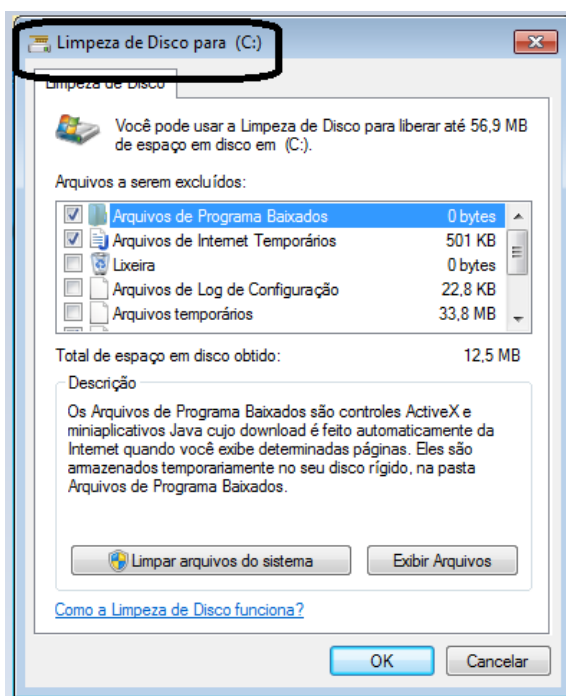 Limpeza de Disco para (C:)
Limpeza de Disco
Você pode usar a Limpeza de Disco para liberar até 56,9 MB
de espaço em disco em (C:).
Arquivos a serem excluídos:
Arquivos de Programa Baixados 0 bytes
Arquivos de Internet Temporários 501 KB
Lixeira 0 bytes
Arquivos de Log de Configuração 22,8 KB
Arquivos temporários 33,8 MB
Total de espaço em disco obtido: 12,5 MB
Descrição
Os Arquivos de Programa Baixados são controles ActiveX e
miniaplicativos Java cujo download é feito automaticamente da
Internet quando você exibe determinadas páginas. Eles são
armazenados temporariamente no seu disco rígido, na pasta
Arquivos de Programa Baixados.
Limpar arquivos do sistema Exibir Arquivos
Como a Limpeza de Disco funciona?
OK Cancelar